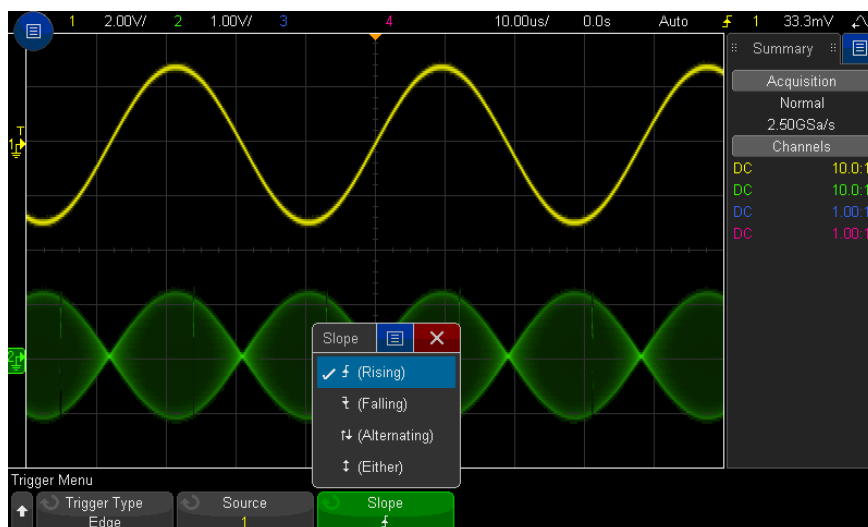 1 2.00V/ 2 1.00V/ 3 4 10.00us/ 0.0s Auto 1 33.3mV
Summary
Acquisition
Normal
2.50GSa/s
Channels
DC 10.0:1
DC 10.0:1
DC 1.00:1
DC 1.00:1
T
1
2
Slope
(Rising)
(Falling)
(Alternating)
(Either)
Trigger Menu
Trigger Type Source Slope
Edge 1